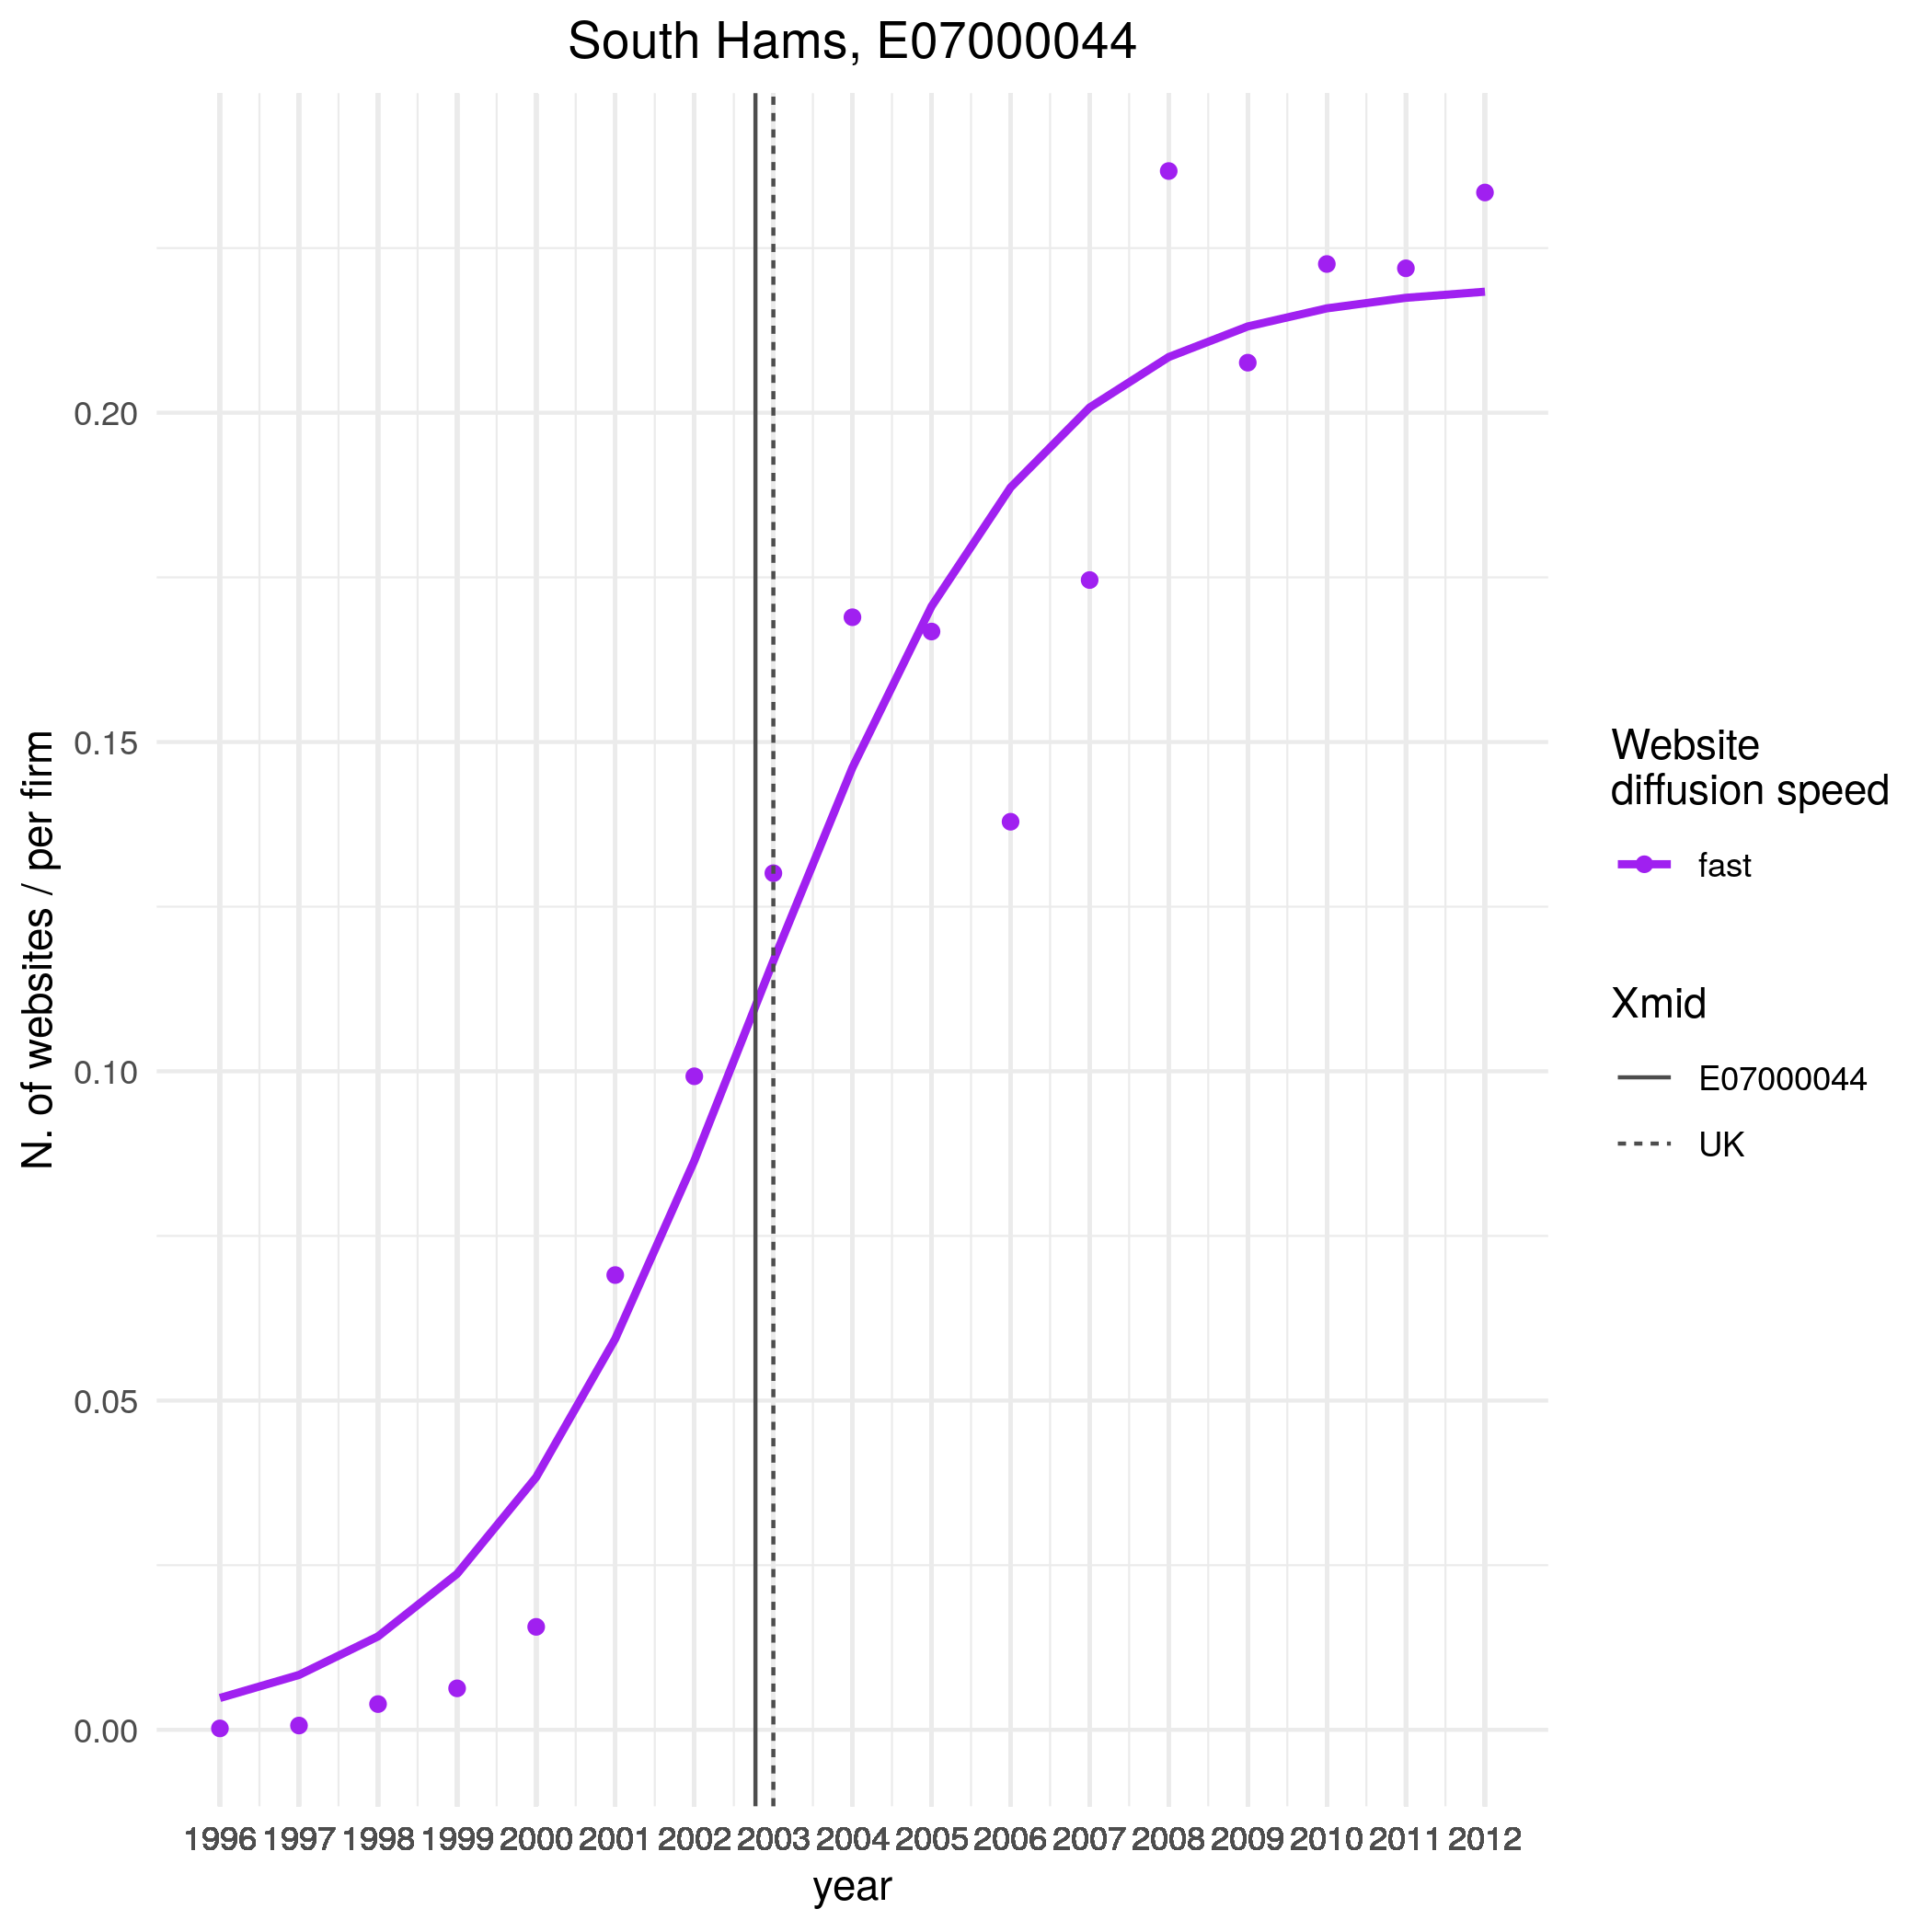 South Hams, E07000044
N. of websites / per firm
0.20
0.15
0.10
0.05
0.00
1996 1997 1998 1999 2000 2001 2002 2003 2004 2005 2006 2007 2008 2009 2010 2011 2012
year
Website
diffusion speed
fast
Xmid
E07000044
UK